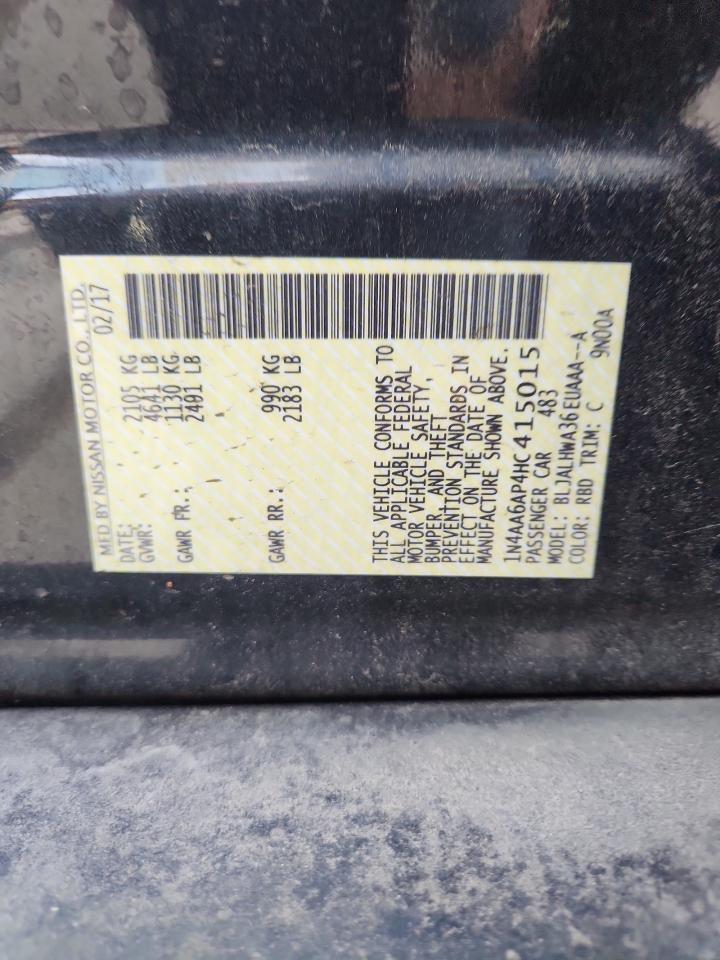 MFD BY NISSAN MOTOR CO., LTD.
DATE: 02/17
GVWR: 2105 KG
4641 LB
GAWR FR.: 1130 KG
2491 LB
GAWR RR.: 990 KG
2183 LB
THIS VEHICLE CONFORMS TO
ALL APPLICABLE FEDERAL
MOTOR VEHICLE SAFETY,
BUMPER, AND THEFT
PREVENTION STANDARDS IN
EFFECT ON THE DATE OF
MANUFACTURE SHOWN ABOVE.
1N4AA6AP4HC415015
PASSENGER CAR 483
MODEL: BLJALHWA36EUAAA--A
COLOR: RBD TRIM: C 9N00A